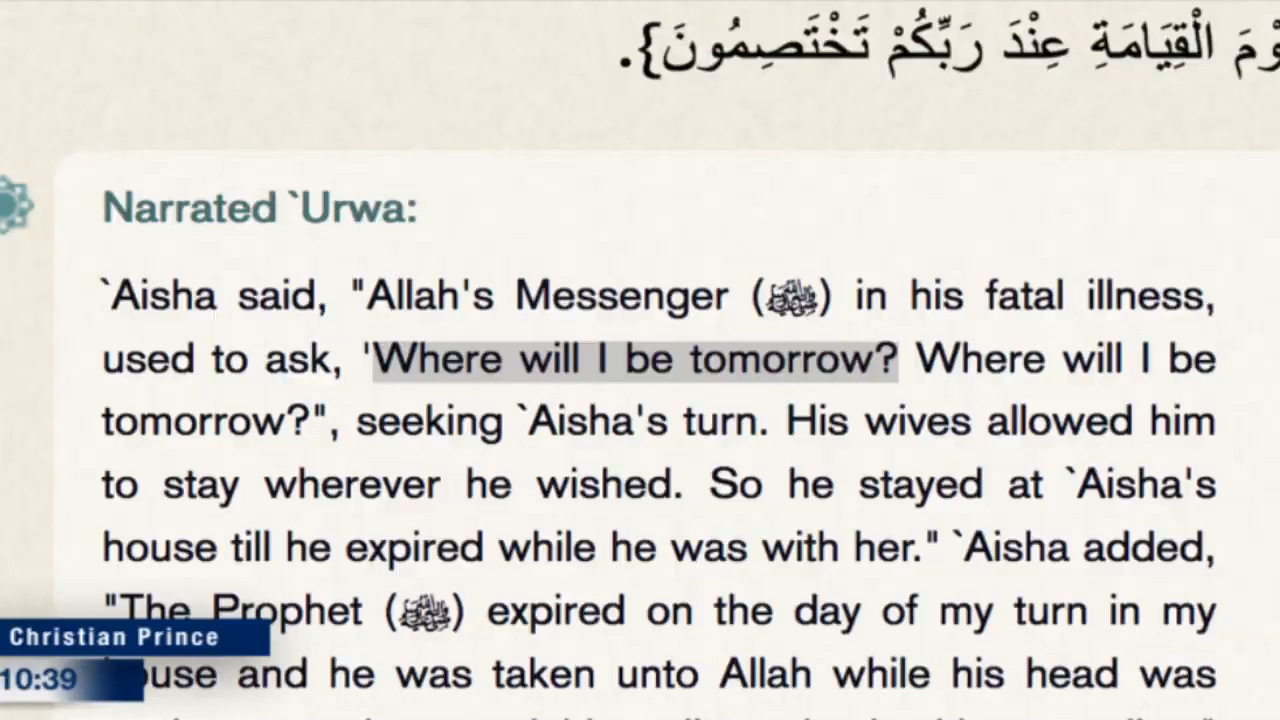 الْقِيَامَةِ عِنْدَ رَبِّكُمْ تَخْتَصِمُونَ}.
Narrated `Urwa:
`Aisha said, "Allah's Messenger (ﷺ) in his fatal illness,
used to ask, 'Where will I be tomorrow? Where will I be
tomorrow?", seeking `Aisha's turn. His wives allowed him
to stay wherever he wished. So he stayed at `Aisha's
house till he expired while he was with her." `Aisha added,
"The Prophet (ﷺ) expired on the day of my turn in my
house and he was taken unto Allah while his head was
Christian Prince
10:39